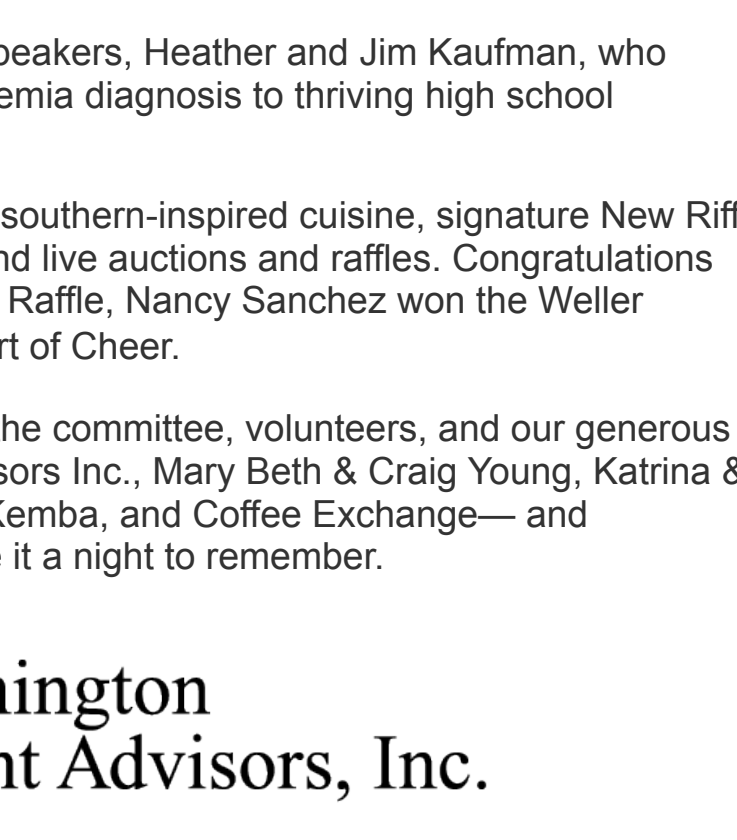 peakers, Heather and Jim Kaufman, who
emia diagnosis to thriving high school
southern-inspired cuisine, signature New Riff
nd live auctions and raffles. Congratulations
Raffle, Nancy Sanchez won the Weller
rt of Cheer.
he committee, volunteers, and our generous
sors Inc., Mary Beth & Craig Young, Katrina &
Kemba, and Coffee Exchange— and
e it a night to remember.
hington
nt Advisors, Inc.